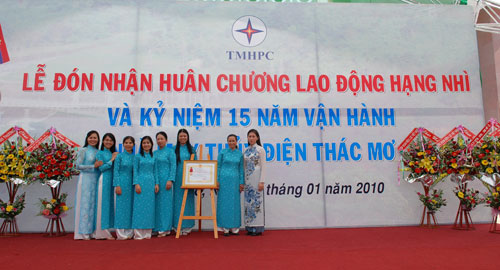 TMHPC
LỄ ĐÓN NHẬN HUÂN CHƯƠNG LAO ĐỘNG HẠNG NHÌ
VÀ KỶ NIỆM 15 NĂM VẬN HÀNH
ĐIỆN THÁC MƠ
tháng 01 năm 2010